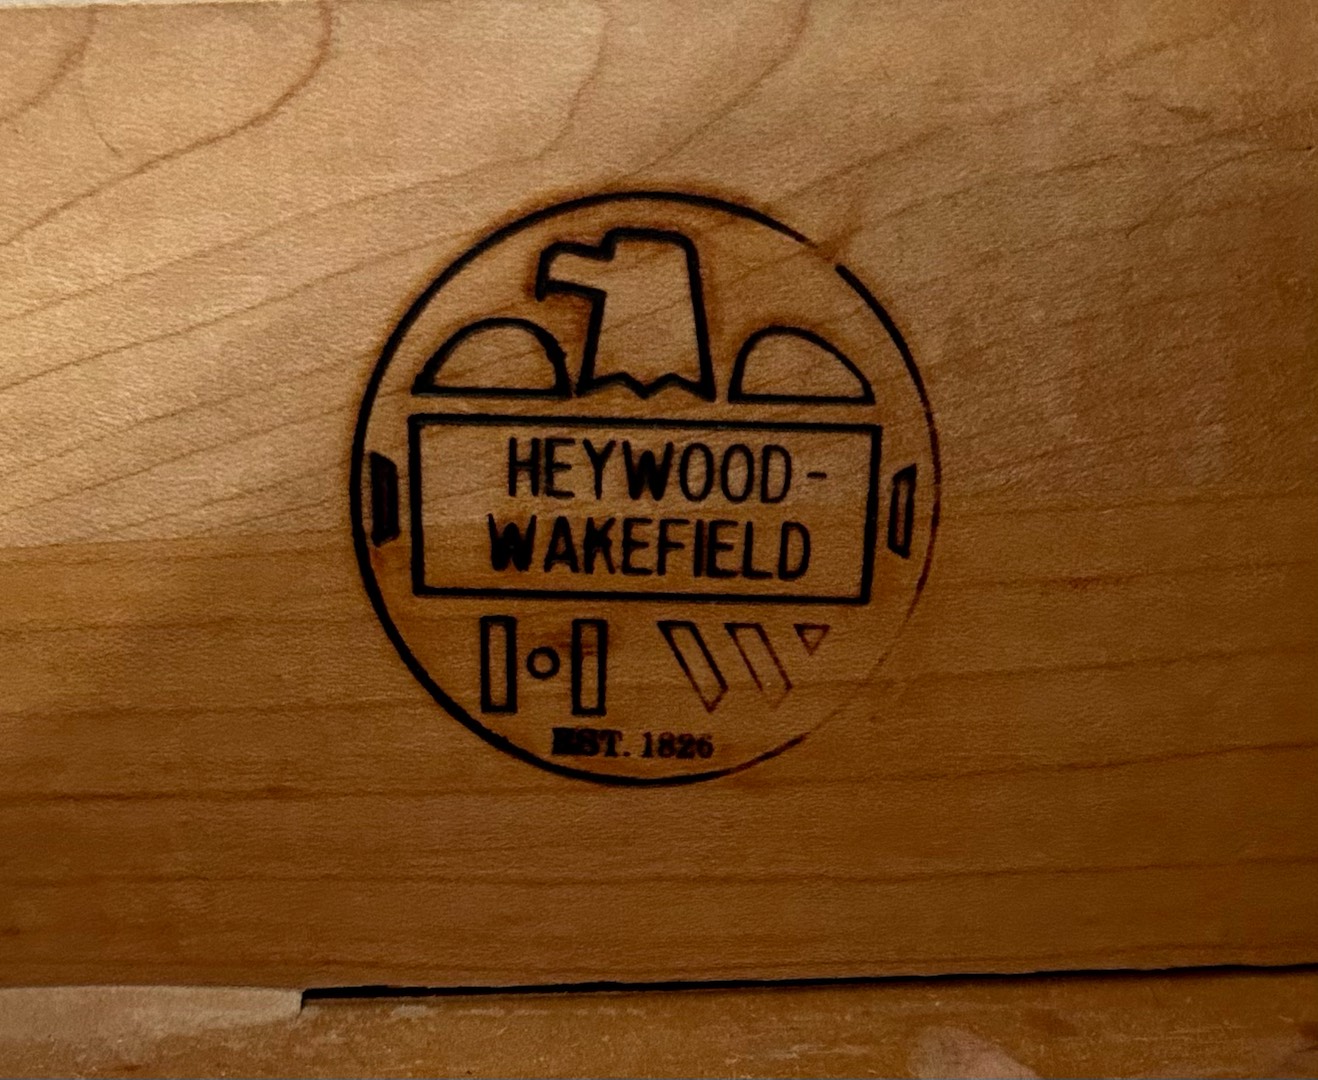 HEYWOOD-
WAKEFIELD
H W
EST. 1826